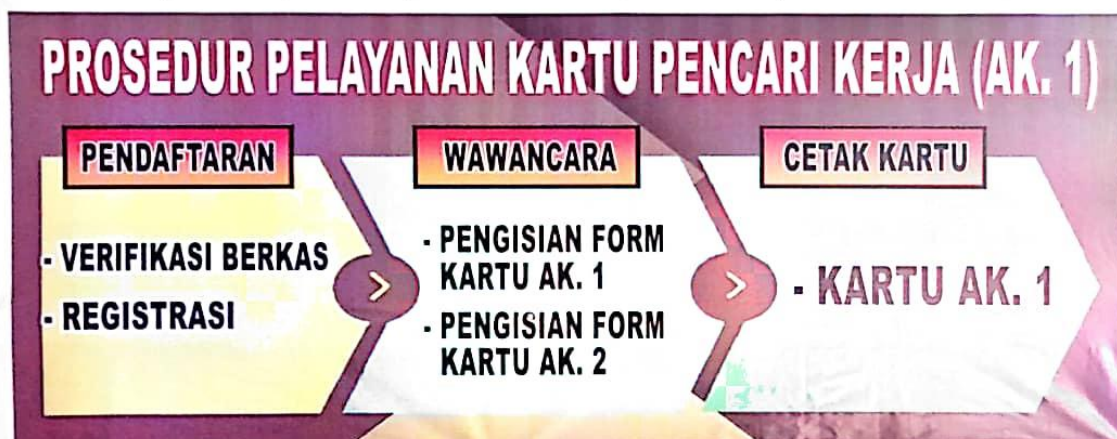 PROSEDUR PELAYANAN KARTU PENCARI KERJA (AK. 1)
PENDAFTARAN
- VERIFIKASI BERKAS
- REGISTRASI
WAWANCARA
- PENGISIAN FORM
KARTU AK. 1
- PENGISIAN FORM
KARTU AK. 2
CETAK KARTU
- KARTU AK. 1